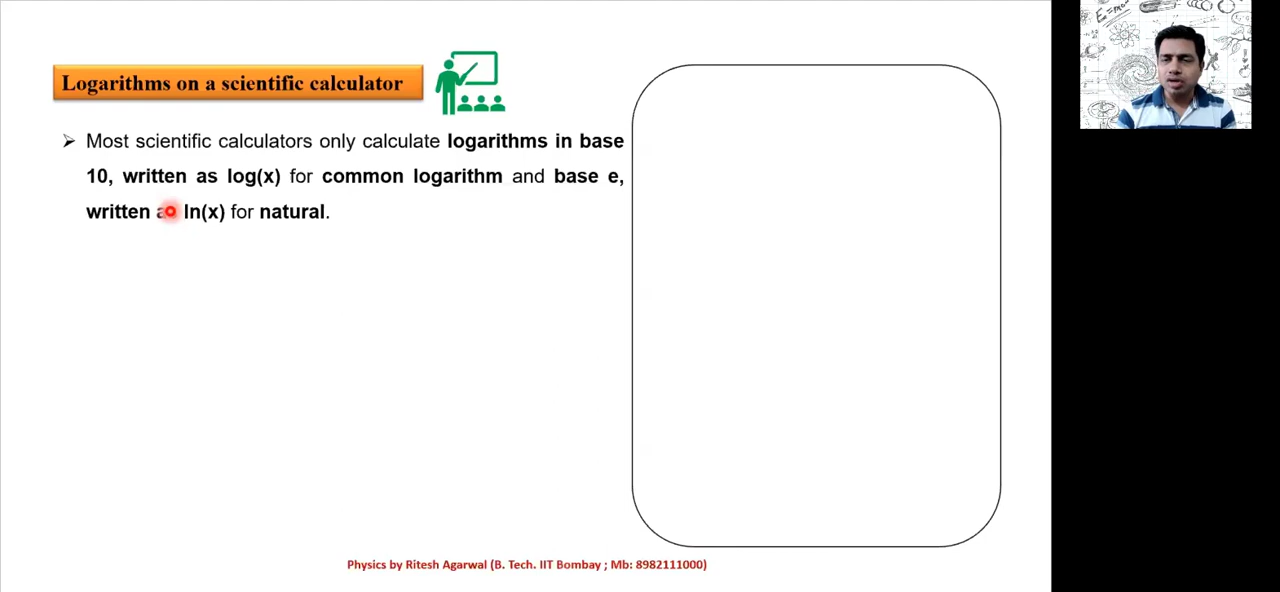 Logarithms on a scientific calculator
➢ Most scientific calculators only calculate logarithms in base
10, written as log(x) for common logarithm and base e,
written ln(x) for natural.
Physics by Ritesh Agarwal (B. Tech. IIT Bombay ; Mb: 8982111000)